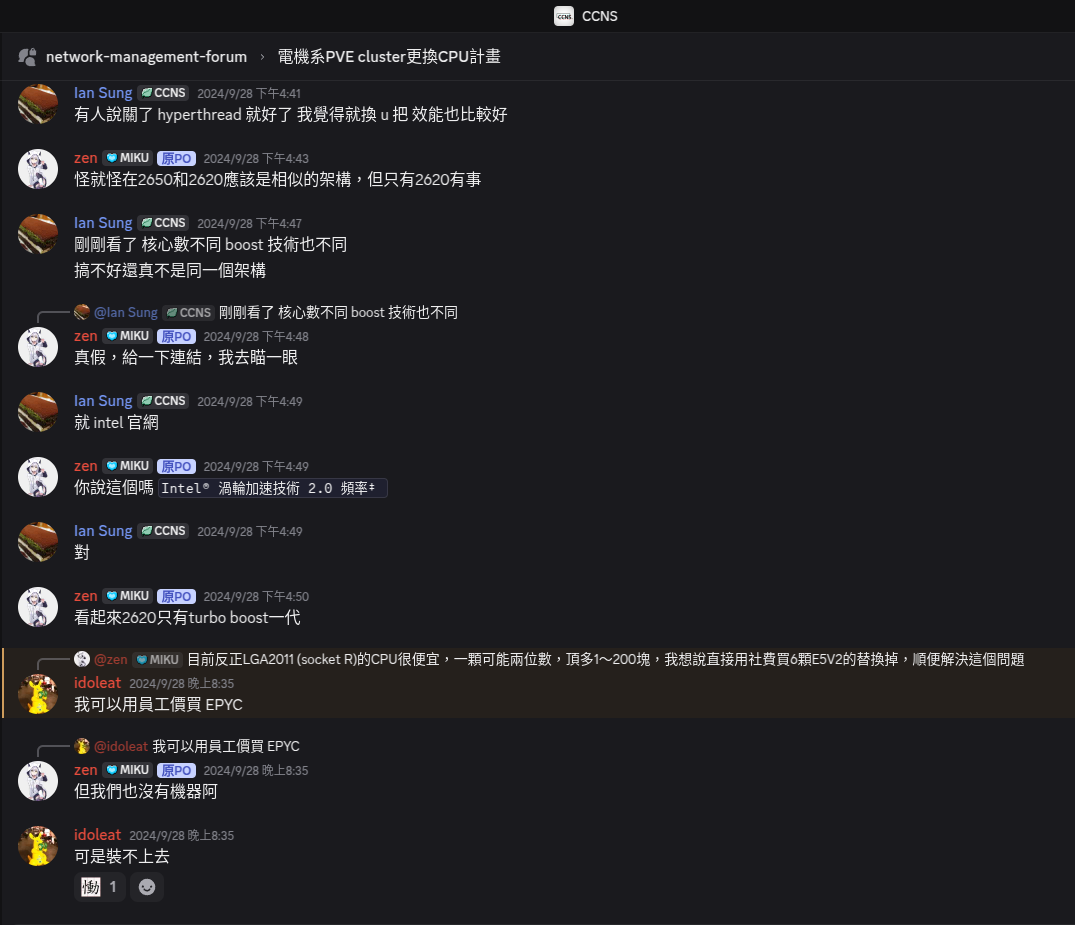 CCNS
network-management-forum › 電機系PVE cluster更換CPU計畫
Ian Sung CCNS 2024/9/28 下午4:41
有人說關了 hyperthread 就好了 我覺得就換 u 把 效能也比較好
zen MIKU 原PO 2024/9/28 下午4:43
怪就怪在2650和2620應該是相似的架構，但只有2620有事
Ian Sung CCNS 2024/9/28 下午4:47
剛剛看了 核心數不同 boost 技術也不同
搞不好還真不是同一個架構
@Ian Sung CCNS 剛剛看了 核心數不同 boost 技術也不同
zen MIKU 原PO 2024/9/28 下午4:48
真假，給一下連結，我去瞄一眼
Ian Sung CCNS 2024/9/28 下午4:49
就 intel 官網
zen MIKU 原PO 2024/9/28 下午4:49
你說這個嗎 Intel® 渦輪加速技術 2.0 頻率‡
Ian Sung CCNS 2024/9/28 下午4:49
對
zen MIKU 原PO 2024/9/28 下午4:50
看起來2620只有turbo boost一代
@zen MIKU 目前反正LGA2011 (socket R)的CPU很便宜，一顆可能兩位數，頂多1～200塊，我想說直接用社費買6顆E5V2的替換掉，順便解決這個問題
idoleat 2024/9/28 晚上8:35
我可以用員工價買 EPYC
@idoleat 我可以用員工價買 EPYC
zen MIKU 原PO 2024/9/28 晚上8:35
但我們也沒有機器阿
idoleat 2024/9/28 晚上8:35
可是裝不上去
慟 1